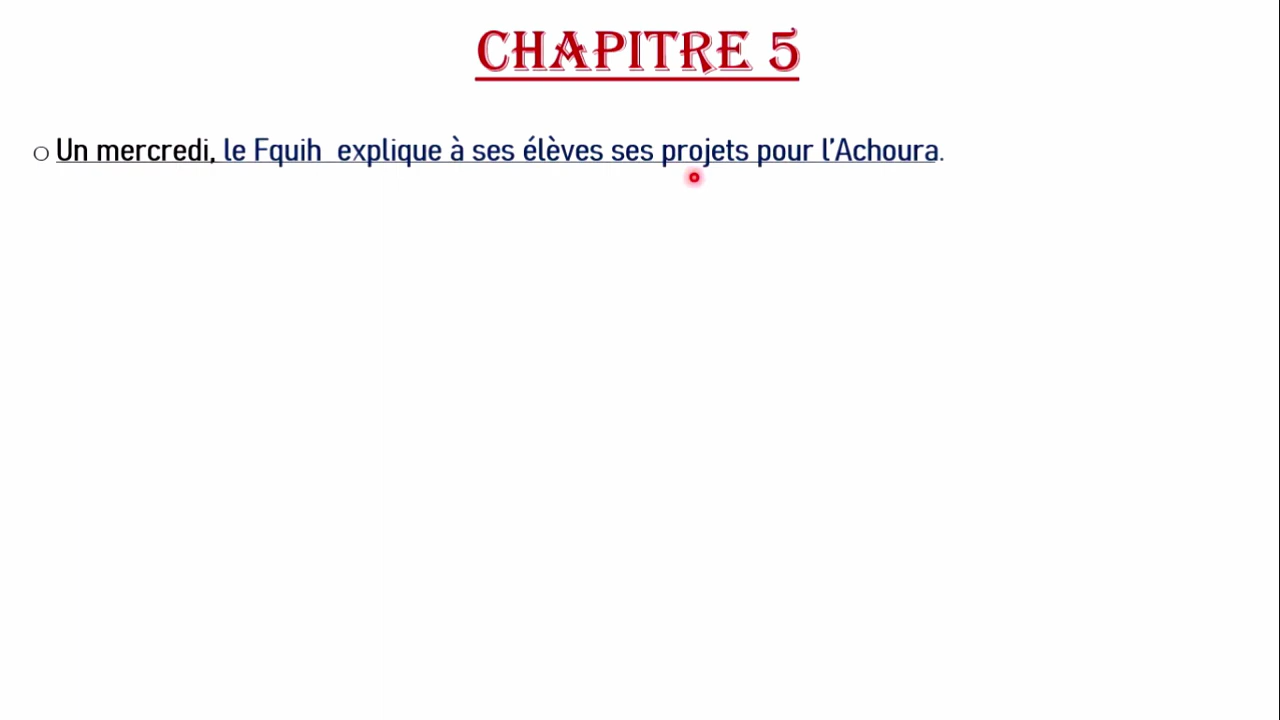 CHAPITRE 5
○ Un mercredi, le Fquih explique à ses élèves ses projets pour l’Achoura.